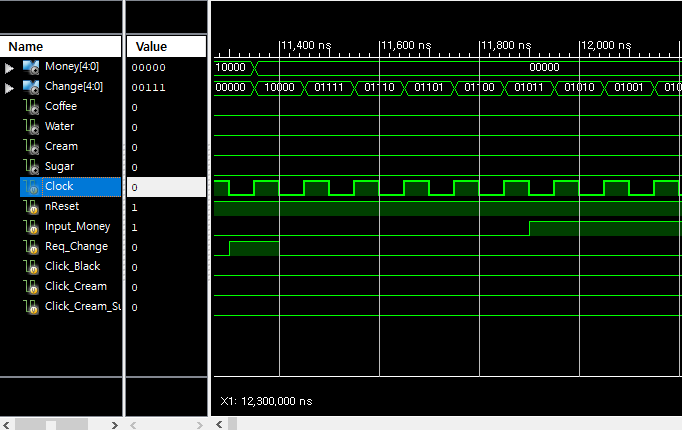 Name Value
11,400 ns 11,600 ns 11,800 ns 12,000 ns
Money[4:0] 00000 10000 00000
Change[4:0] 00111 00000 10000 01111 01110 01101 01100 01011 01010 01001 010
Coffee 0
Water 0
Cream 0
Sugar 0
Clock 0
nReset 1
Input_Money 1
Req_Change 0
Click_Black 0
Click_Cream 0
Click_Cream_Su 0
X1: 12,300,000 ns